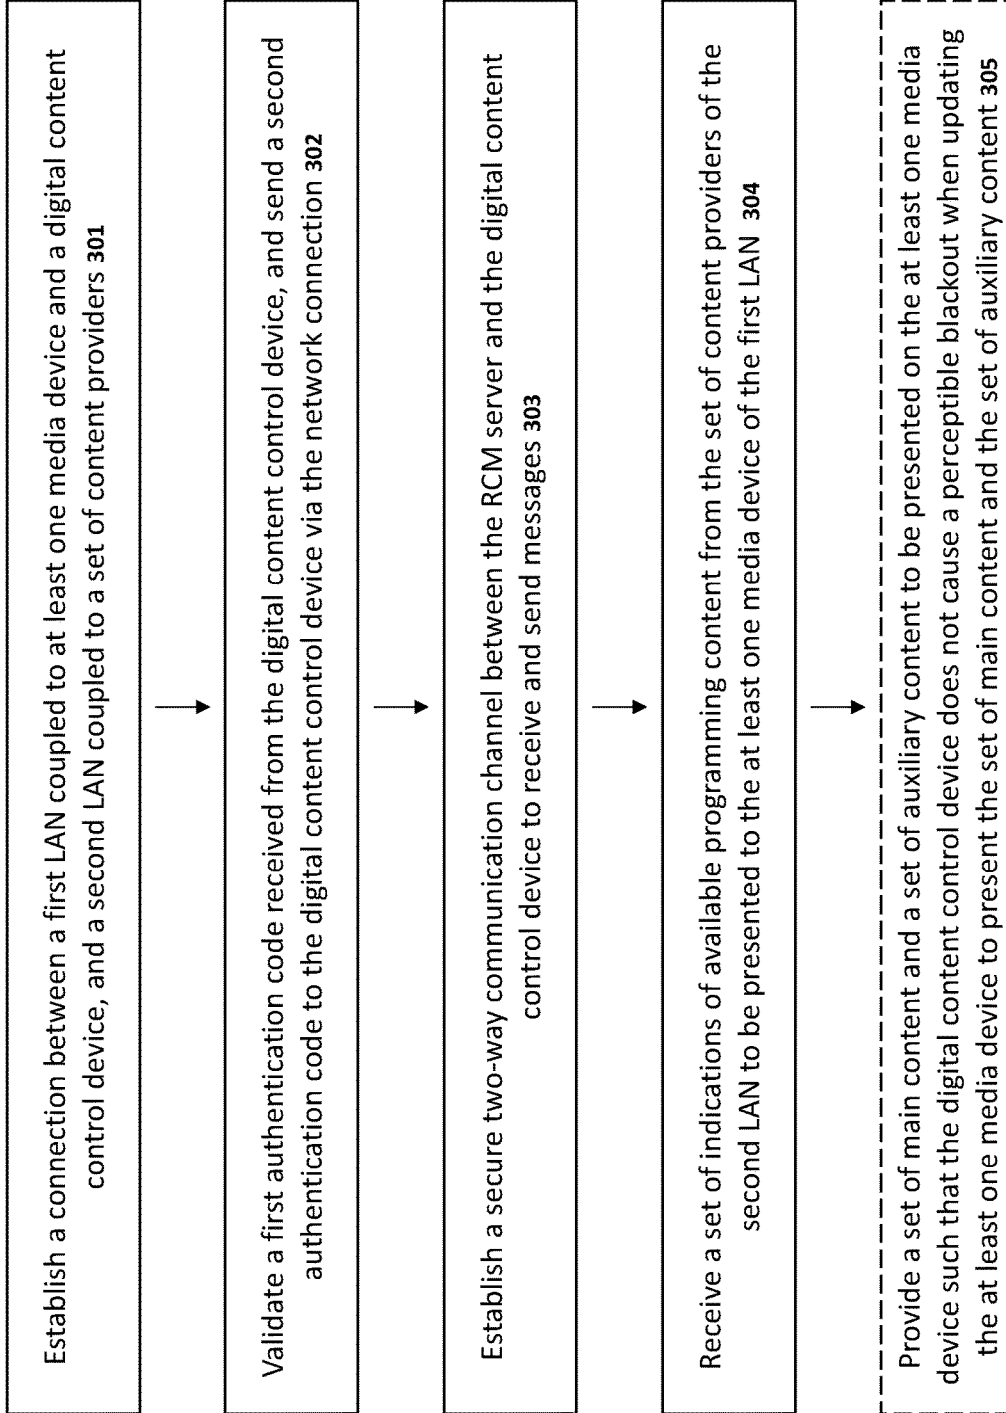 Establish a connection between a first LAN coupled to at least one media device and a digital content
control device, and a second LAN coupled to a set of content providers 301
Validate a first authentication code received from the digital content control device, and send a second
authentication code to the digital content control device via the network connection 302
Establish a secure two-way communication channel between the RCM server and the digital content
control device to receive and send messages 303
Receive a set of indications of available programming content from the set of content providers of the
second LAN to be presented to the at least one media device of the first LAN 304
Provide a set of main content and a set of auxiliary content to be presented on the at least one media
device such that the digital content control device does not cause a perceptible blackout when updating
the at least one media device to present the set of main content and the set of auxiliary content 305